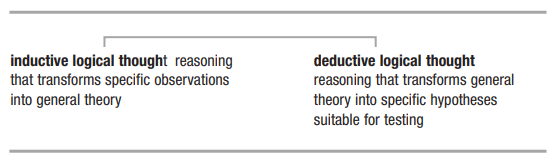 inductive logical thought reasoning
that transforms specific observations
into general theory
deductive logical thought
reasoning that transforms general
theory into specific hypotheses
suitable for testing